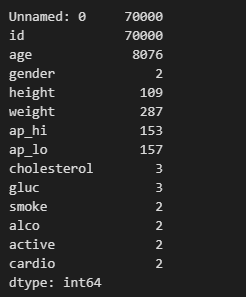 Unnamed: 0 70000
id 70000
age 8076
gender 2
height 109
weight 287
ap_hi 153
ap_lo 157
cholesterol 3
gluc 3
smoke 2
alco 2
active 2
cardio 2
dtype: int64